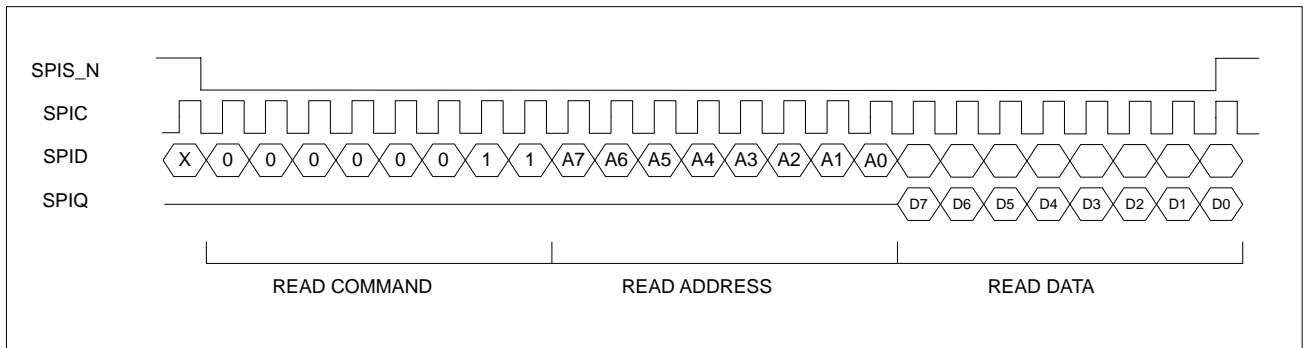 SPIS_N
SPIC
SPID X 0 0 0 0 0 0 1 1 A7 A6 A5 A4 A3 A2 A1 A0
SPIQ D7 D6 D5 D4 D3 D2 D1 D0
READ COMMAND READ ADDRESS READ DATA